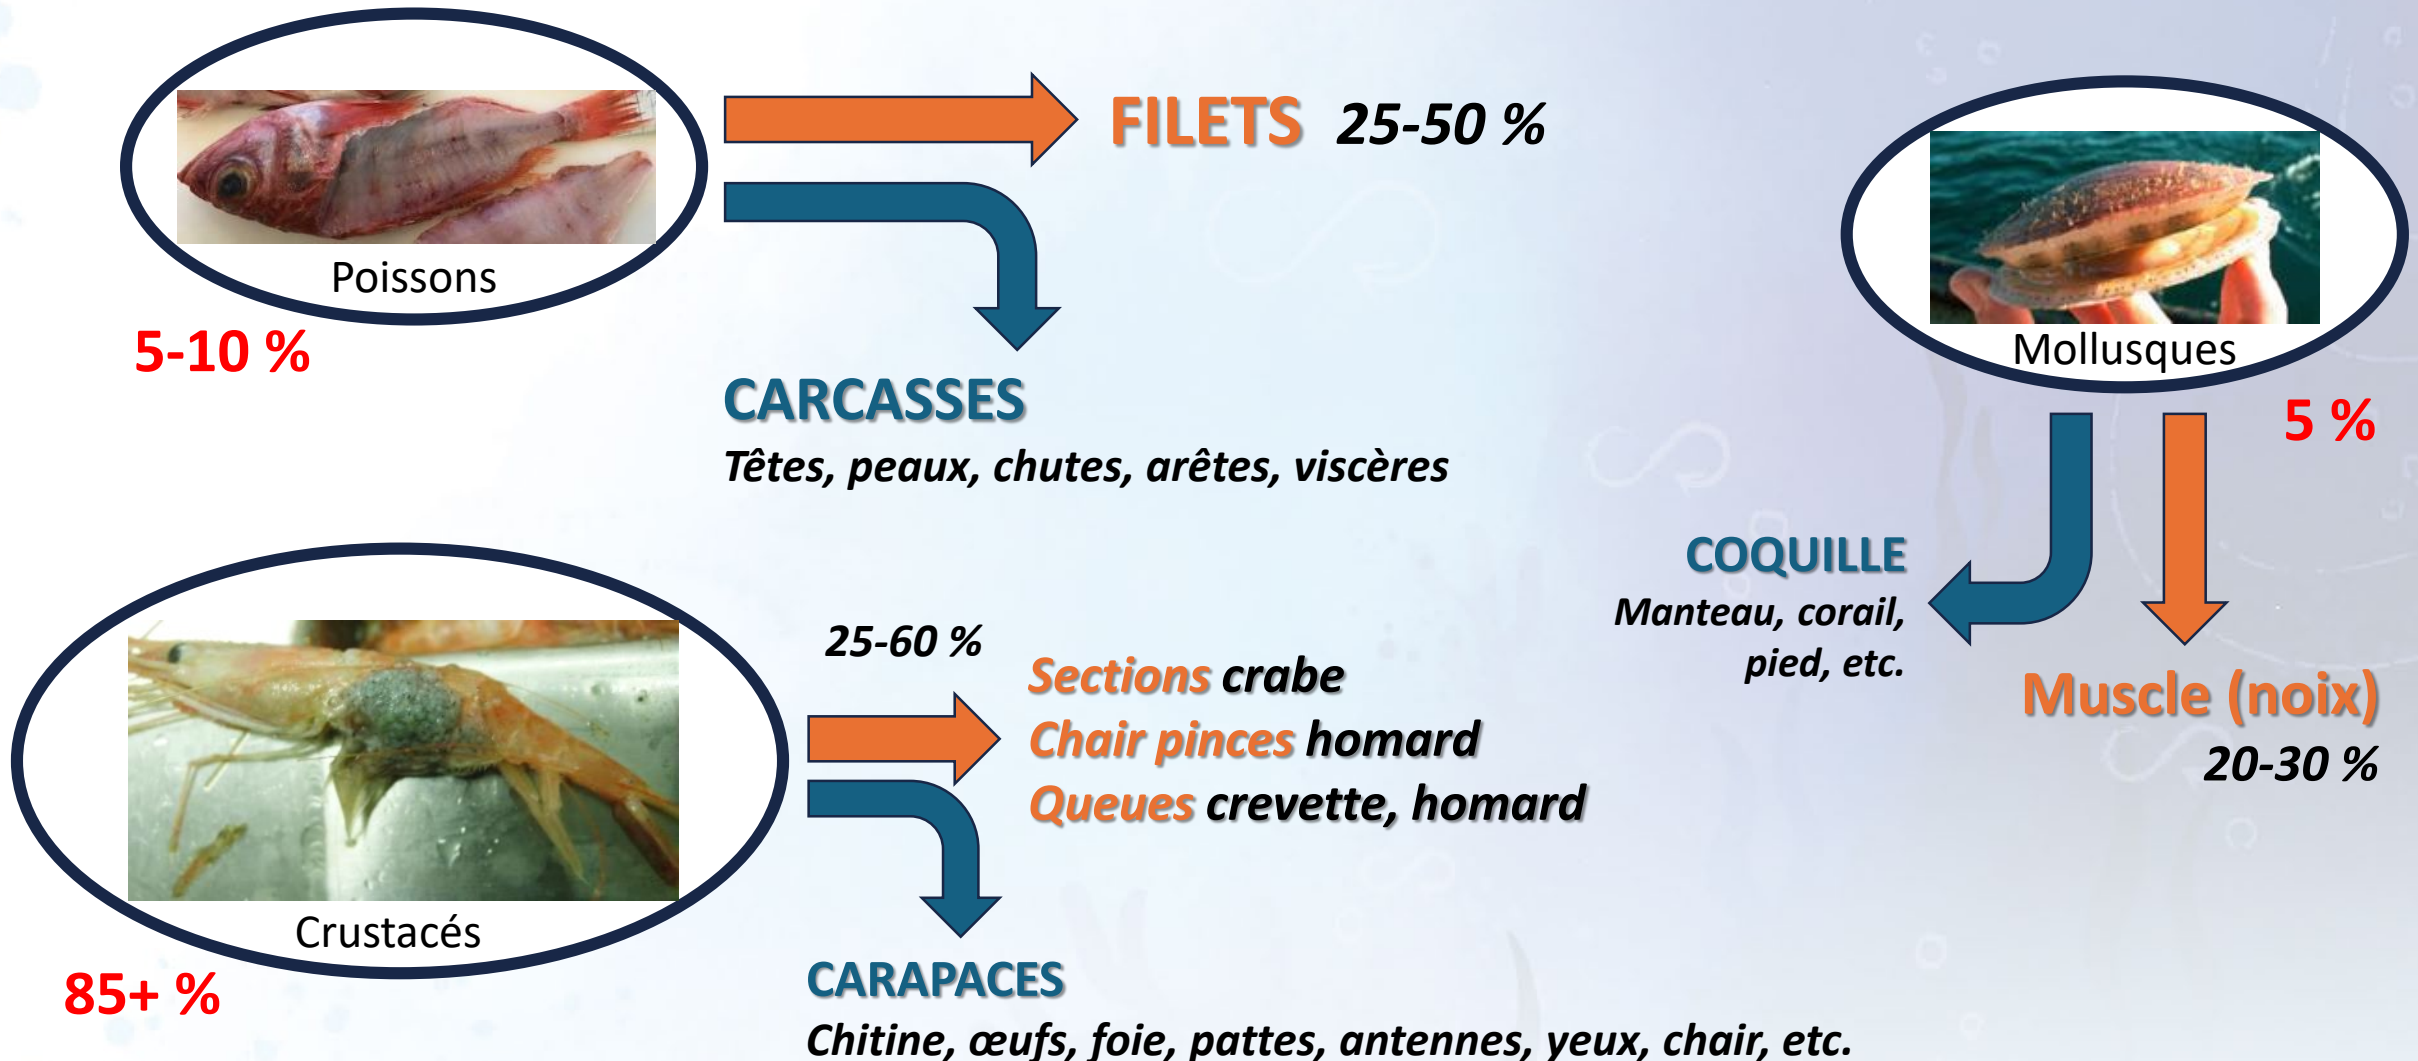 Poissons
5-10 %
FILETS 25-50 %
CARCASSES
Têtes, peaux, chutes, arêtes, viscères
Mollusques
5 %
COQUILLE
Manteau, corail,
pied, etc.
Muscle (noix)
20-30 %
Crustacés
85+ %
25-60 %
Sections crabe
Chair pinces homard
Queues crevette, homard
CARAPACES
Chitine, œufs, foie, pattes, antennes, yeux, chair, etc.